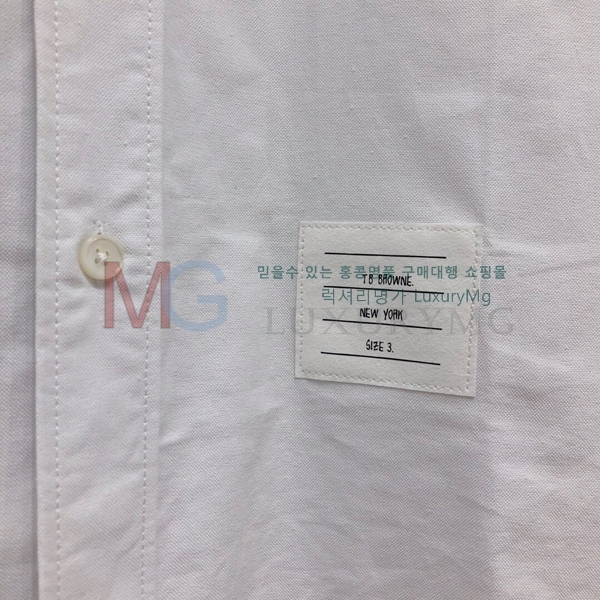 믿을수 있는 홍콩명품 구매대행 쇼핑몰
TB BROWNE.
럭셔리명가 LuxuryMg
MG
LUXURYMG
NEW YORK
SIZE 3.